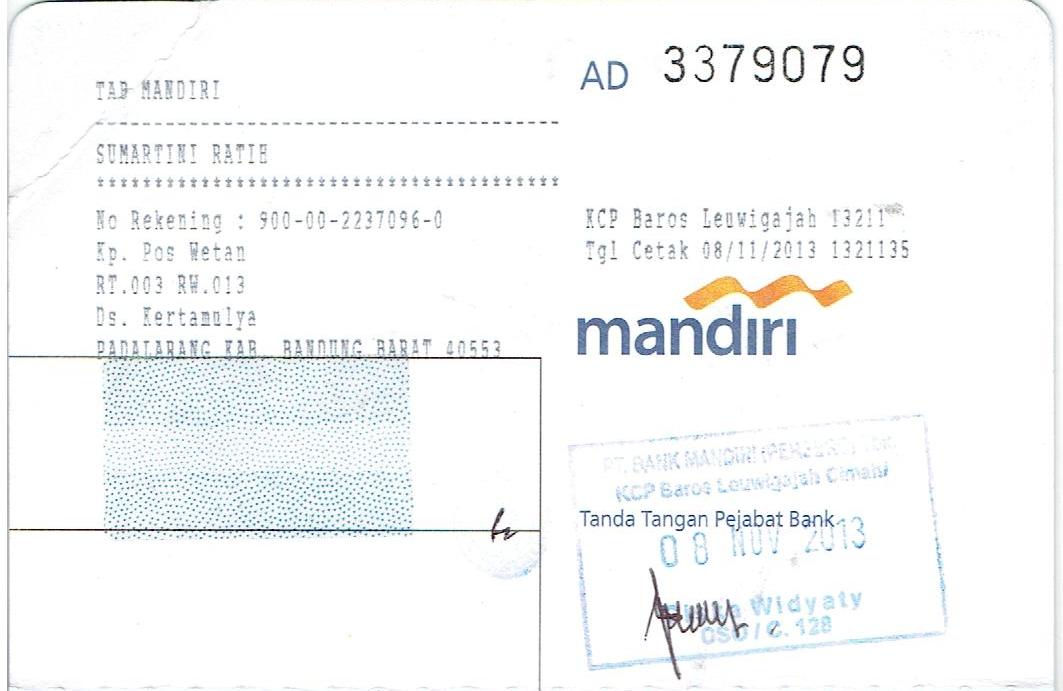 TAB MANDIRI
----------------------------------------
SUMARTINI RATIH
****************************************
No Rekening : 900-00-2237096-0
Kp. Pos Wetan
RT.003 RW.013
Ds. Kertamulya
PADALARANG KAB. BANDUNG BARAT 40553
AD 3379079
KCP Baros Leuwigajah 13211
Tgl Cetak 08/11/2013 1321135
mandiri
PT. BANK MANDIRI (PERSERO) Tbk.
KCP Baros Leuwigajah Cimahi
Tanda Tangan Pejabat Bank
08 NOV 2013
Widyaty
CSO / C. 128